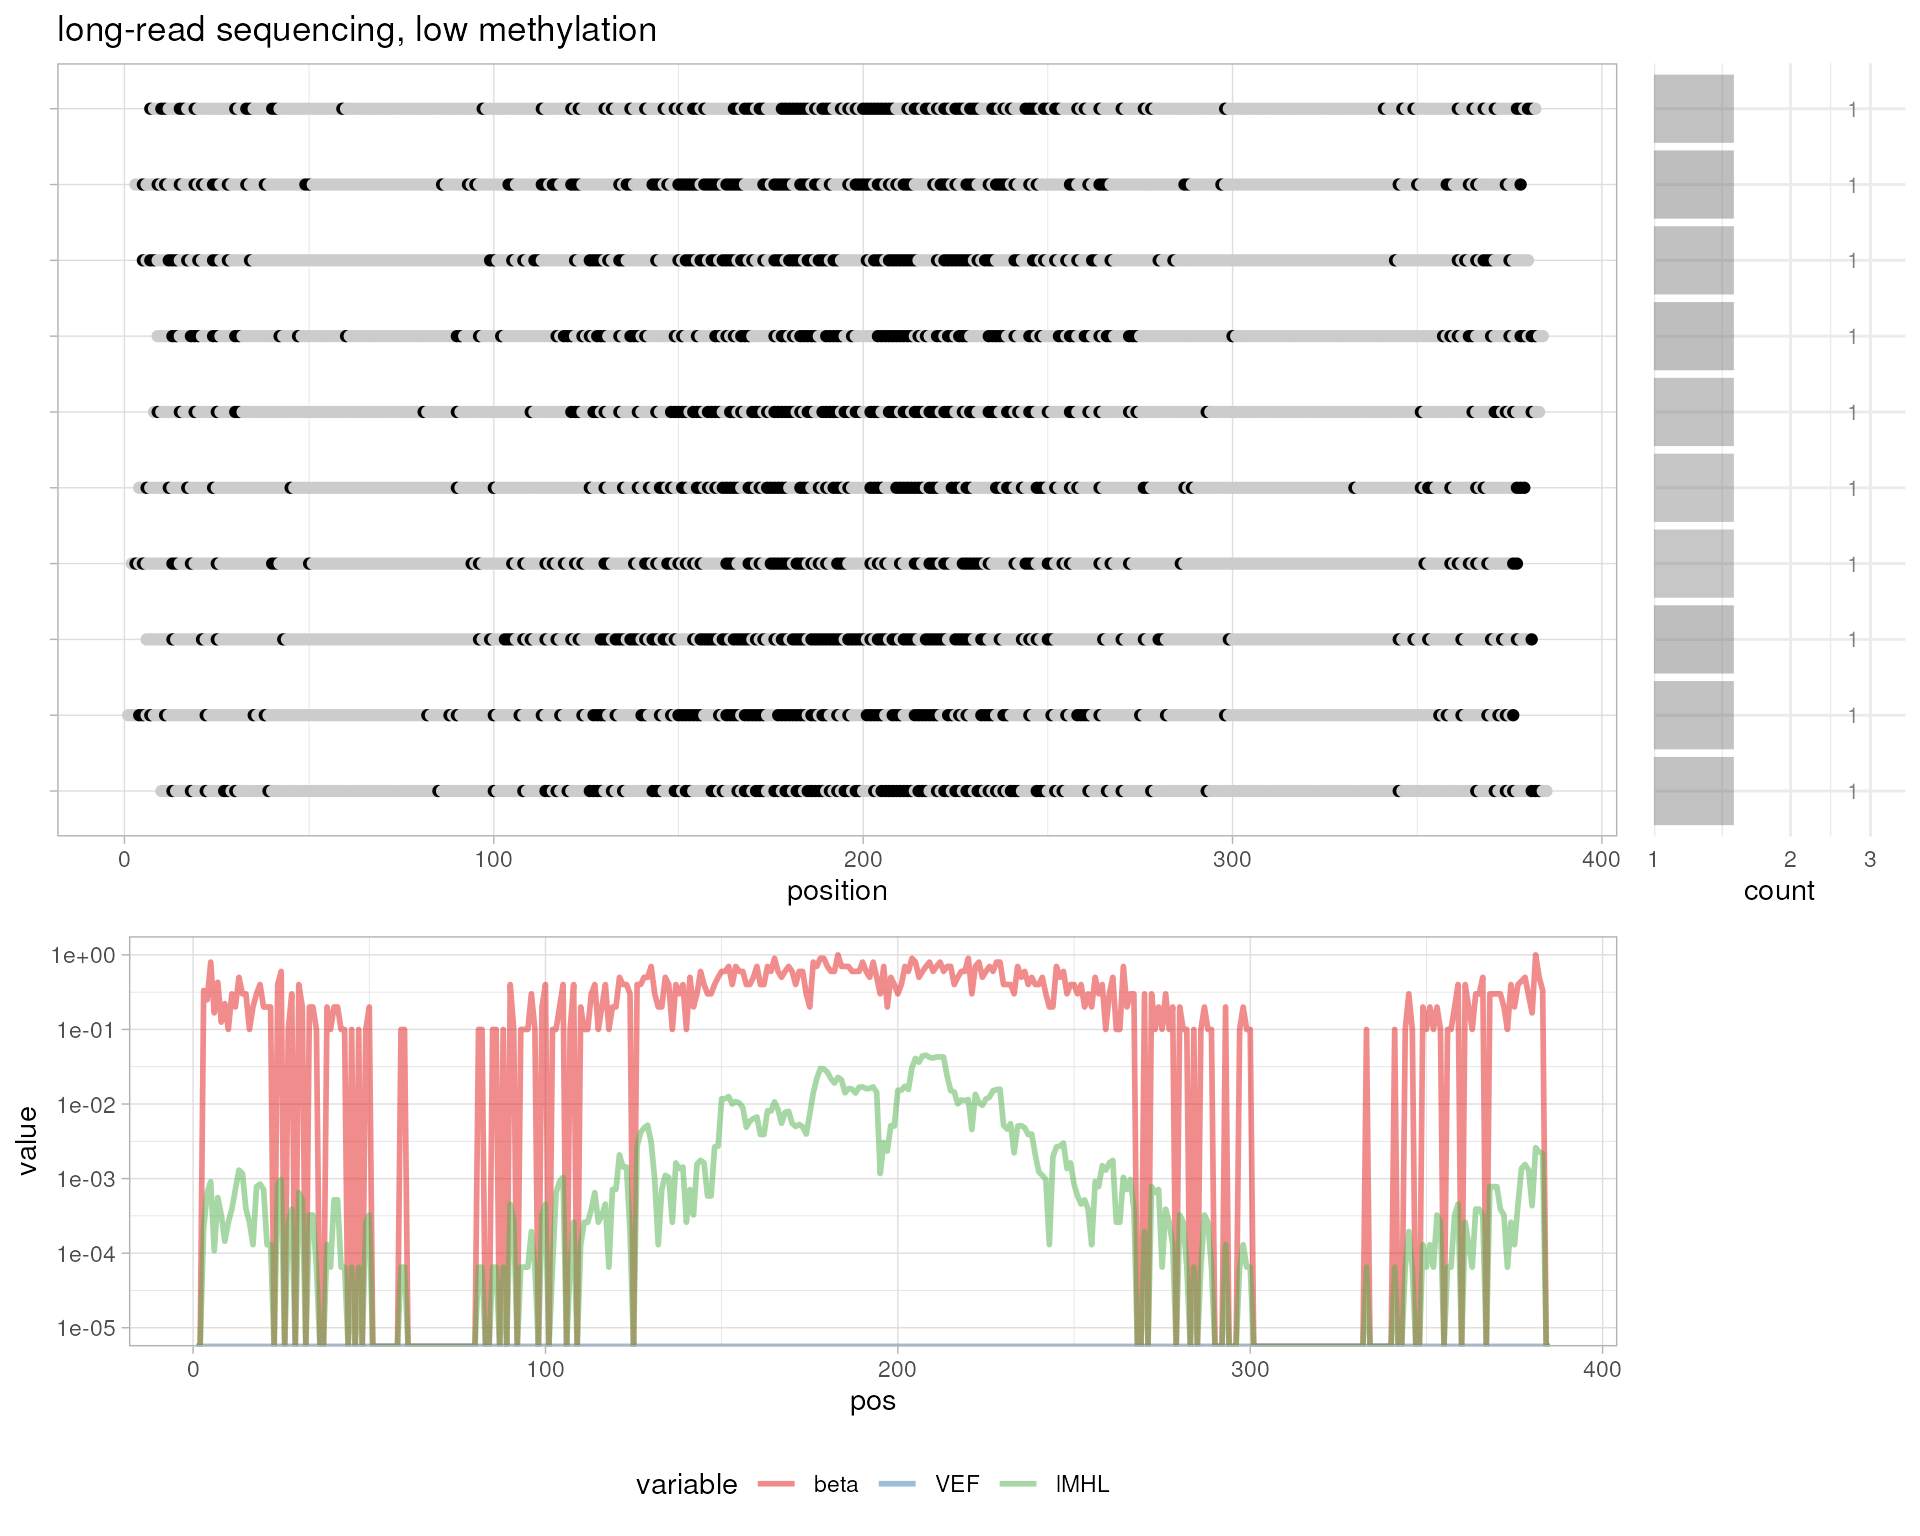 long-read sequencing, low methylation
1
1
1
1
1
1
1
1
1
1
0 100 200 300 400 1 2 3
position count
1e+00
1e-01
1e-02
1e-03
1e-04
1e-05
value
0 100 200 300 400
pos
variable beta VEF lMHL